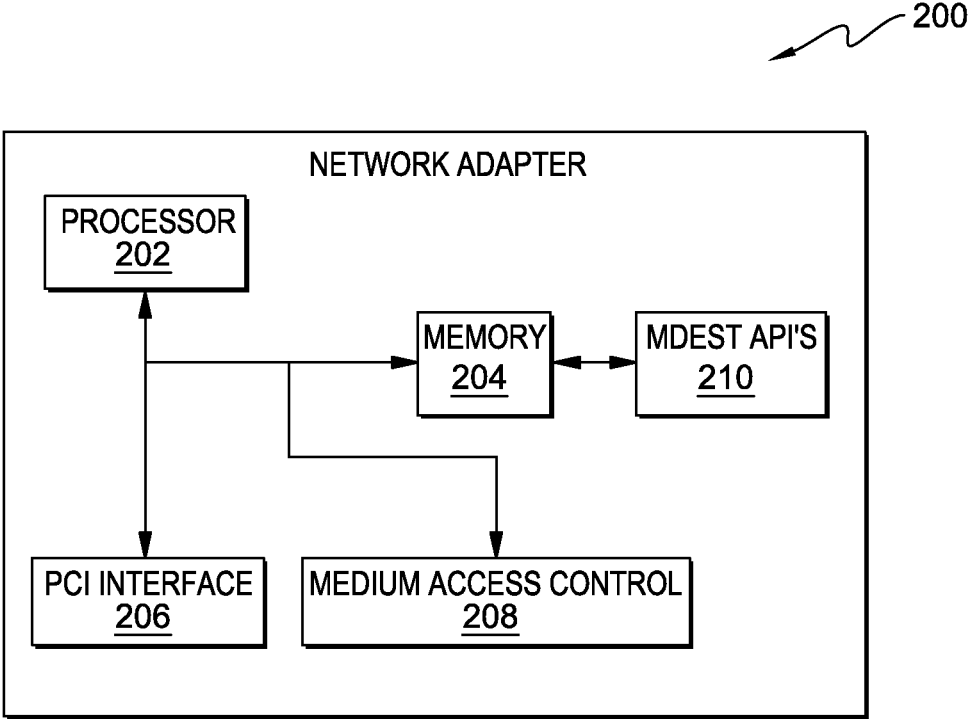 200
NETWORK ADAPTER
PROCESSOR
202
MEMORY
204
MDEST API'S
210
PCI INTERFACE
206
MEDIUM ACCESS CONTROL
208